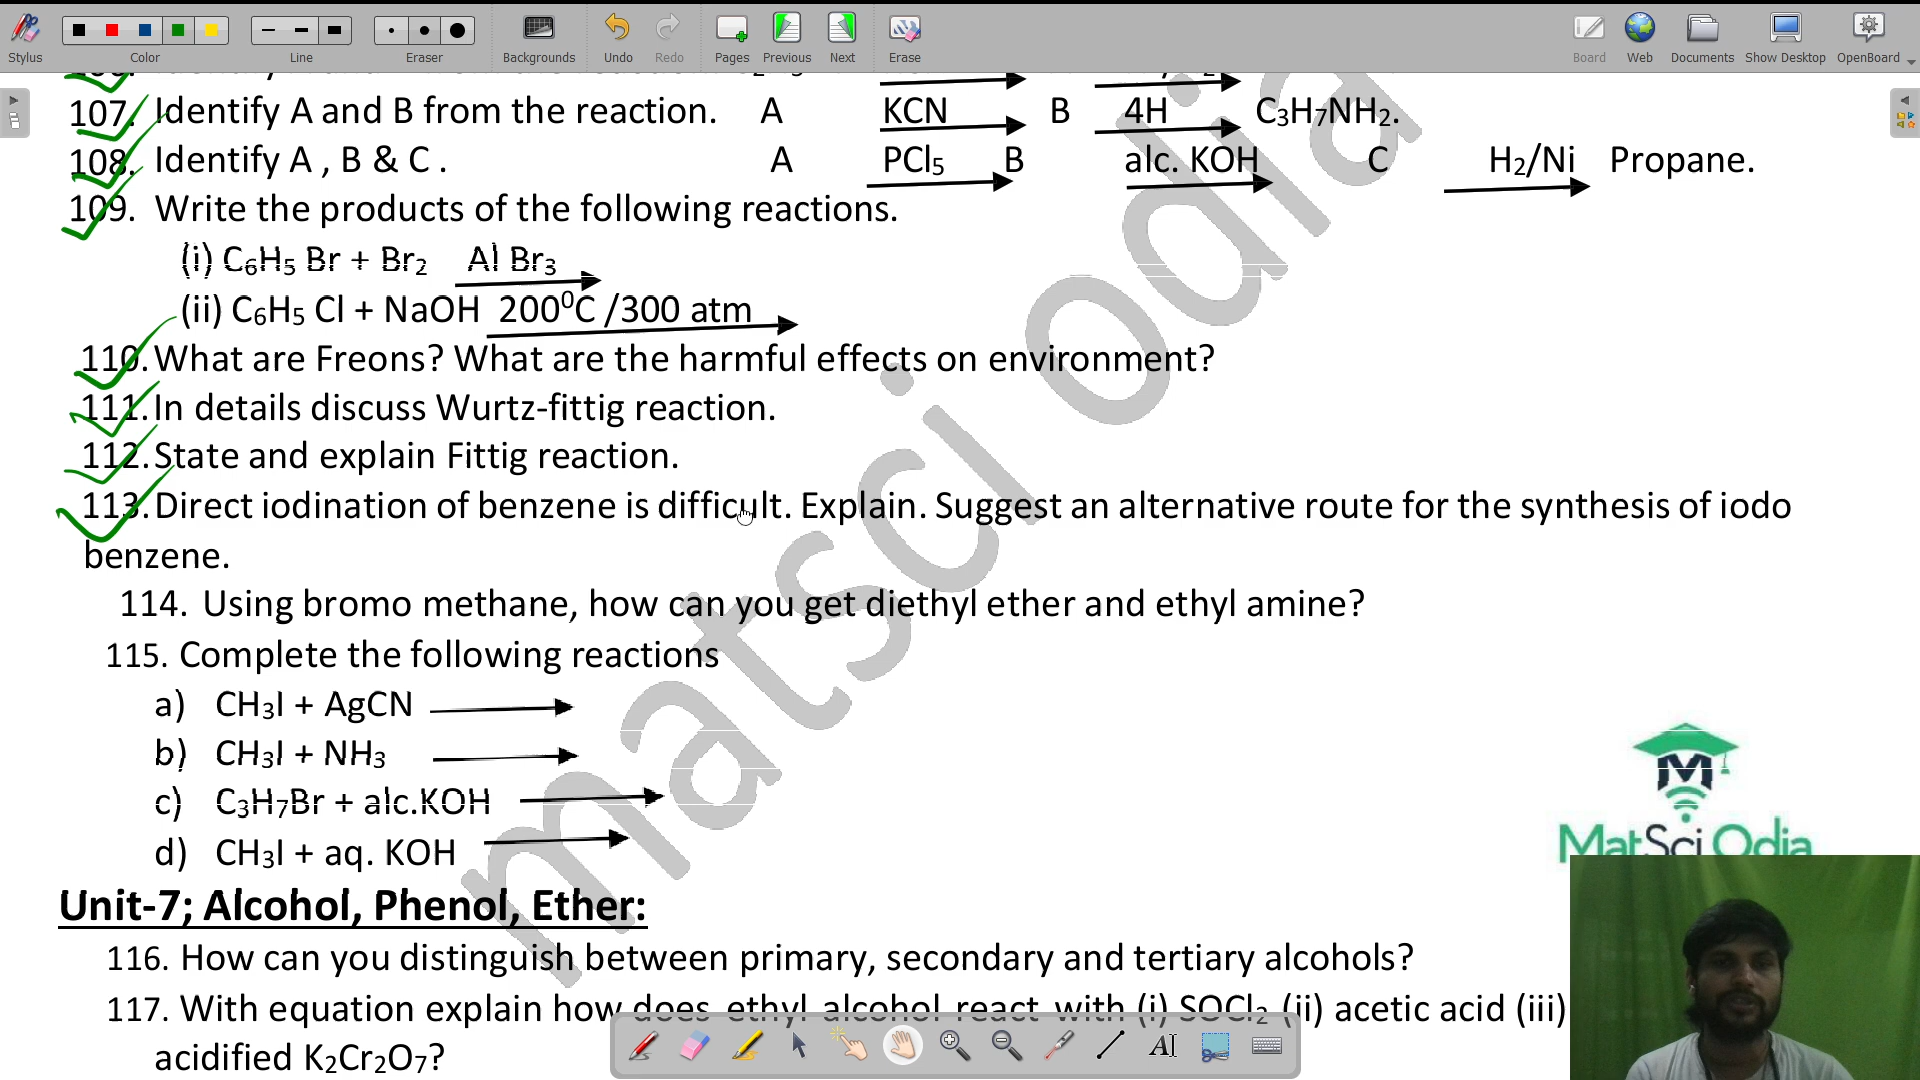 Stylus Color Line Eraser Backgrounds Undo Redo Pages Previous Next Erase Board Web Documents Show Desktop OpenBoard
107. Identify A and B from the reaction. A KCN B 4H C3H7NH2.
108. Identify A , B & C . A PCl5 B alc. KOH C H2/Ni Propane.
109. Write the products of the following reactions.
(i) C6H5 Br + Br2 Al Br3
(ii) C6H5 Cl + NaOH 200⁰C /300 atm
110. What are Freons? What are the harmful effects on environment?
111. In details discuss Wurtz-fittig reaction.
112. State and explain Fittig reaction.
113. Direct iodination of benzene is difficult. Explain. Suggest an alternative route for the synthesis of iodo
benzene.
114. Using bromo methane, how can you get diethyl ether and ethyl amine?
115. Complete the following reactions
a) CH3I + AgCN
b) CH3I + NH3
c) C3H7Br + alc.KOH
d) CH3I + aq. KOH
Unit-7; Alcohol, Phenol, Ether:
116. How can you distinguish between primary, secondary and tertiary alcohols?
117. With equation explain how does ethyl alcohol react with (i) SOCl2 (ii) acetic acid (iii)
acidified K2Cr2O7?
matsci odia
M
MatSci Odia